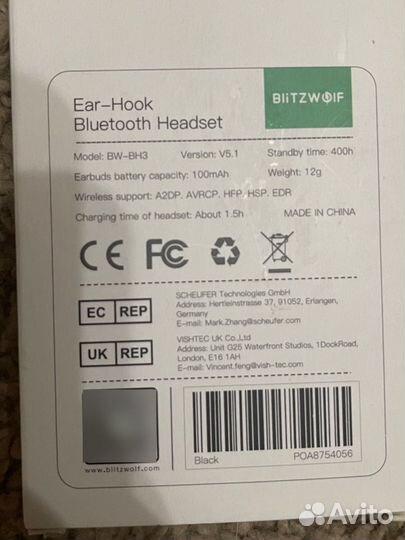 BLiTZWOLF
Ear-Hook
Bluetooth Headset
Model: BW-BH3 Version: V5.1 Standby time: 400h
Earbuds battery capacity: 100mAh Weight: 12g
Wireless support: A2DP, AVRCP, HFP, HSP, EDR
Charging time of headset: About 1.5h MADE IN CHINA
CE FC
EC REP
SCHEUFER Technologies GmbH
Address: Hertleinstrasse 37, 91052, Erlangen,
Germany
E-mail: Mark.Zhang@scheufer.com
UK REP
VISHTEC UK Co.,Ltd
Address: Unit G25 Waterfront Studios, 1DockRoad,
London, E16 1AH
E-mail: Vincent.feng@vish-tec.com
www.blitzwolf.com
Black POA8754056
Avito